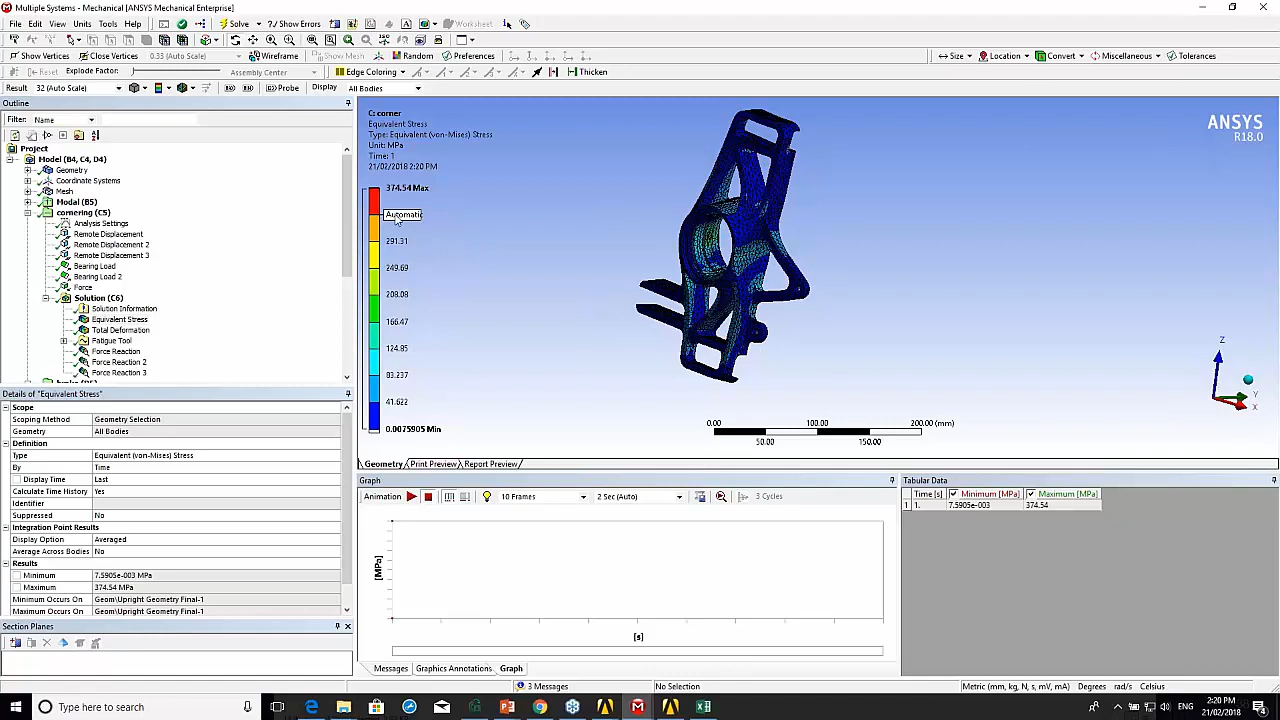 Multiple Systems - Mechanical [ANSYS Mechanical Enterprise]
File Edit View Units Tools Help Solve Show Errors Worksheet
Show Vertices Close Vertices 0.33 (Auto Scale) Wireframe Show Mesh Random Preferences Size Location Convert Miscellaneous Tolerances
Reset Explode Factor: Assembly Center Edge Coloring Thicken
Result 32 (Auto Scale) Probe Display All Bodies
Outline
Filter: Name
Project
Model (B4, C4, D4)
Geometry
Coordinate Systems
Mesh
Modal (B5)
cornering (C5)
Analysis Settings
Remote Displacement
Remote Displacement 2
Remote Displacement 3
Bearing Load
Bearing Load 2
Force
Solution (C6)
Solution Information
Equivalent Stress
Total Deformation
Fatigue Tool
Force Reaction
Force Reaction 2
Force Reaction 3
Details of "Equivalent Stress"
Scope
Scoping Method Geometry Selection
Geometry All Bodies
Definition
Type Equivalent (von-Mises) Stress
By Time
Display Time Last
Calculate Time History Yes
Identifier
Suppressed No
Integration Point Results
Display Option Averaged
Average Across Bodies No
Results
Minimum 7.5905e-003 MPa
Maximum 374.54 MPa
Minimum Occurs On Geom\Upright Geometry Final-1
Maximum Occurs On Geom\Upright Geometry Final-1
Section Planes
C: corner
Equivalent Stress
Type: Equivalent (von-Mises) Stress
Unit: MPa
Time: 1
21/02/2018 2:20 PM
374.54 Max
Automatic
291.31
249.69
208.08
166.47
124.85
83.237
41.622
0.0075905 Min
ANSYS
R18.0
Z
Y
X
0.00 100.00 200.00 (mm)
50.00 150.00
Geometry Print Preview Report Preview
Graph
Animation 10 Frames 2 Sec (Auto) 3 Cycles
[MPa]
[s]
Messages Graphics Annotations Graph
Tabular Data
Time [s] Minimum [MPa] Maximum [MPa]
1 1. 7.5905e-003 374.54
3 Messages No Selection Metric (mm, kg, N, s, mV, mA) Degrees rad/s Celsius
Type here to search
2:20 PM
21/02/2018